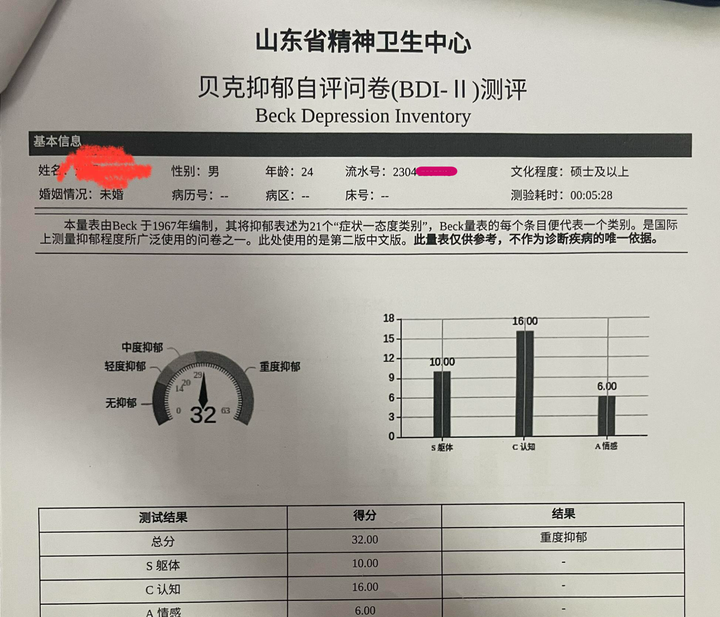 山东省精神卫生中心
贝克抑郁自评问卷(BDI-Ⅱ)测评
Beck Depression Inventory
基本信息
姓名: 性别: 男 年龄: 24 流水号: 2304 文化程度: 硕士及以上
婚姻情况: 未婚 病历号: -- 病区: -- 床号: -- 测验耗时: 00:05:28
本量表由Beck 于1967年编制，其将抑郁表述为21个“症状一态度类别”，Beck量表的每个条目便代表一个类别。是国际
上测量抑郁程度所广泛使用的问卷之一。此处使用的是第二版中文版。此量表仅供参考，不作为诊断疾病的唯一依据。
中度抑郁
轻度抑郁
无抑郁
重度抑郁
0 14 20 29 63
32
18
15
12
9
6
3
0
10.00
16.00
6.00
S 躯体 C 认知 A 情感
测试结果 得分 结果
总分 32.00 重度抑郁
S 躯体 10.00 -
C 认知 16.00 -
A 情感 6.00 -